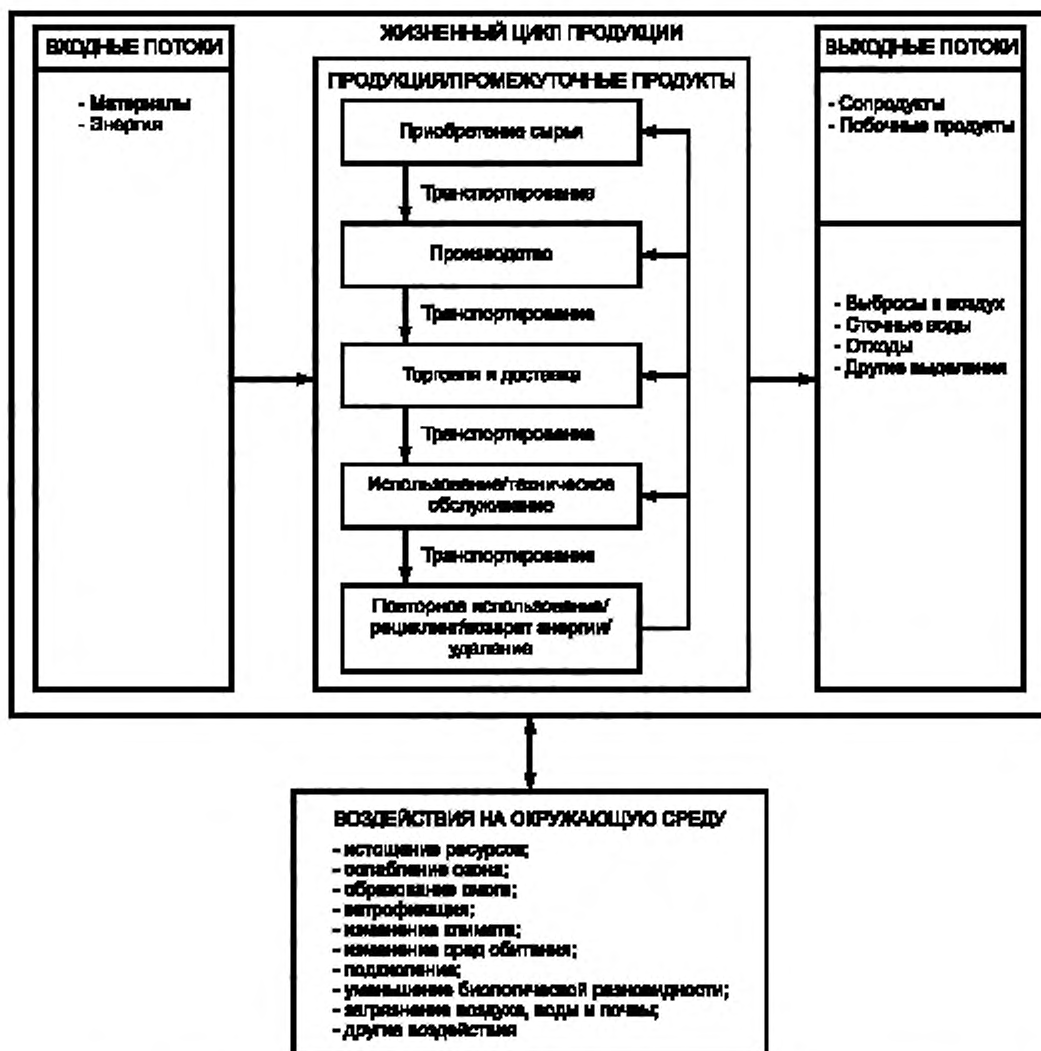 ЖИЗНЕННЫЙ ЦИКЛ ПРОДУКЦИИ
ВХОДНЫЕ ПОТОКИ
- Материалы
- Энергия
ПРОДУКЦИЯ/ПРОМЕЖУТОЧНЫЕ ПРОДУКТЫ
Приобретение сырья
Транспортирование
Производство
Транспортирование
Торговля и доставка
Транспортирование
Использование/техническое
обслуживание
Транспортирование
Повторное использование/
рециклинг/возврат энергии/
удаление
ВЫХОДНЫЕ ПОТОКИ
- Сопродукты
- Побочные продукты
- Выбросы в воздух
- Сточные воды
- Отходы
- Другие выделения
ВОЗДЕЙСТВИЯ НА ОКРУЖАЮЩУЮ СРЕДУ
- истощение ресурсов;
- ослабление озона;
- образование смога;
- евтрофикация;
- изменение климата;
- изменение сред обитания;
- подкисление;
- уменьшение биологической разновидности;
- загрязнение воздуха, воды и почвы;
- другие воздействия